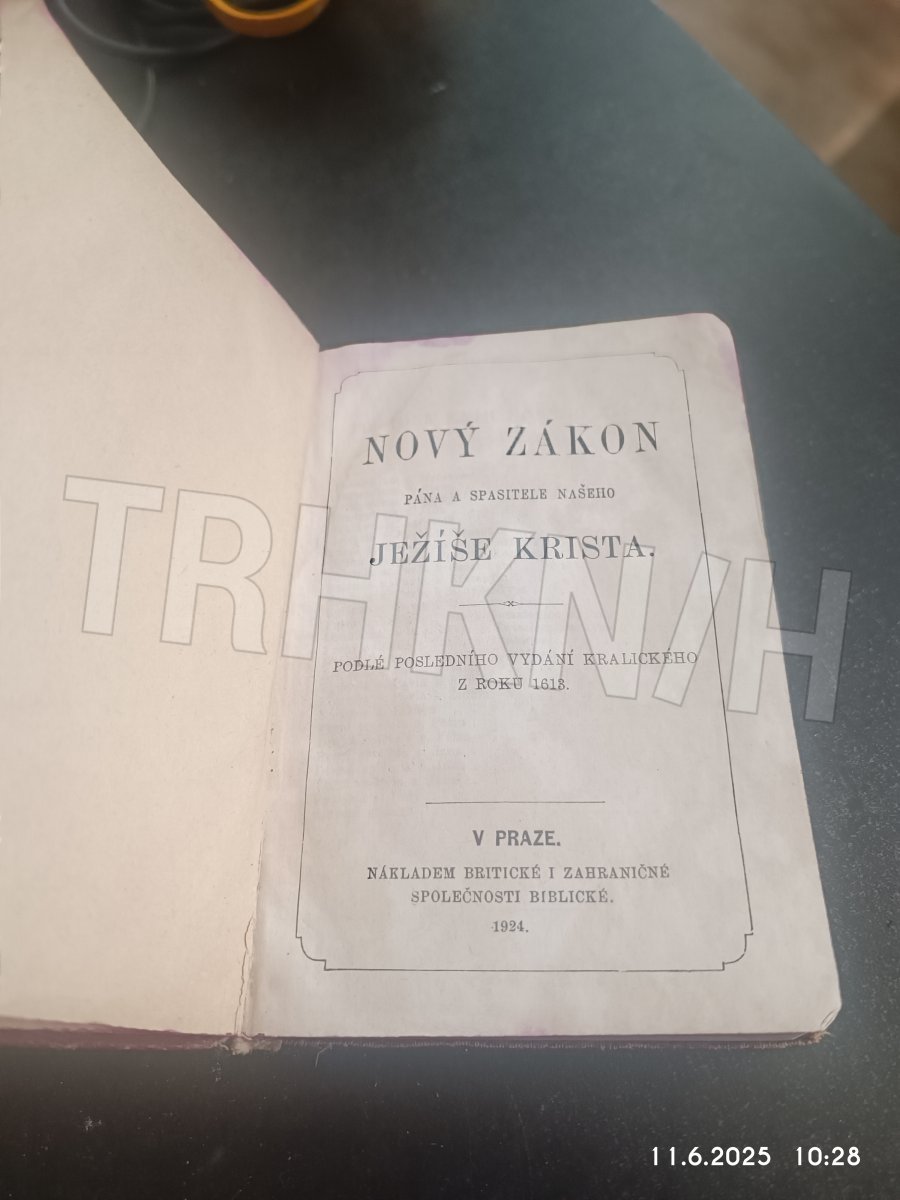 NOVÝ ZÁKON
PÁNA A SPASITELE NAŠEHO
JEŽÍŠE KRISTA.
PODLÉ POSLEDNÍHO VYDÁNÍ KRALICKÉHO
Z ROKU 1613.
V PRAZE.
NÁKLADEM BRITICKÉ I ZAHRANIČNÉ
SPOLEČNOSTI BIBLICKÉ.
1924.
TRHKN/H
11.6.2025 10:28